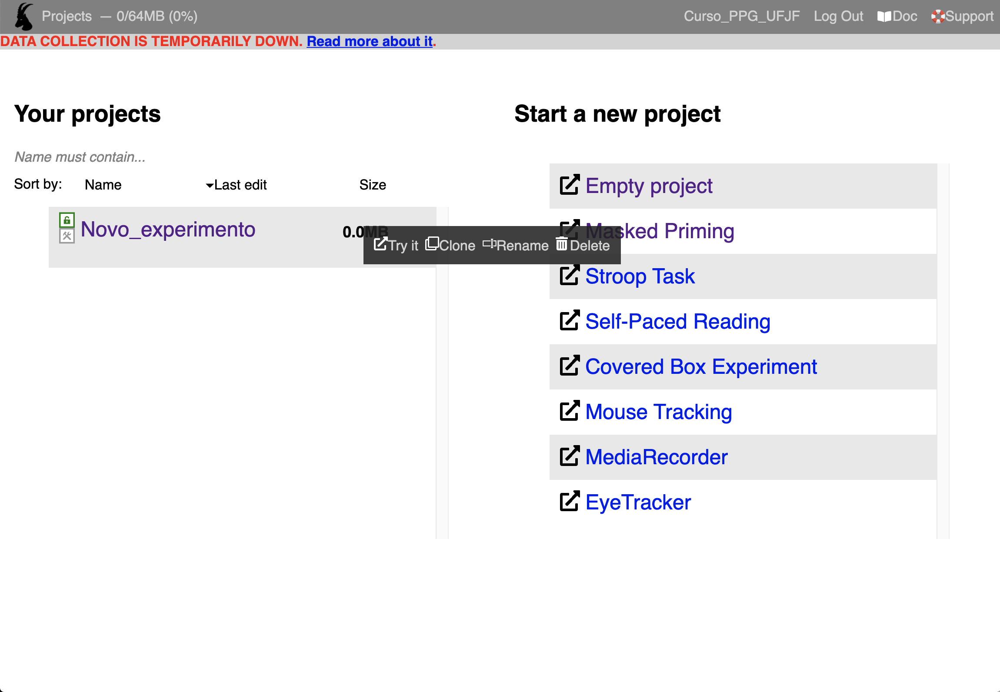 Projects — 0/64MB (0%) Curso_PPG_UFJF Log Out Doc Support
DATA COLLECTION IS TEMPORARILY DOWN. Read more about it.
Your projects
Name must contain...
Sort by: Name Last edit Size
Novo_experimento 0.0MB
Try it Clone Rename Delete
Start a new project
Empty project
Masked Priming
Stroop Task
Self-Paced Reading
Covered Box Experiment
Mouse Tracking
MediaRecorder
EyeTracker